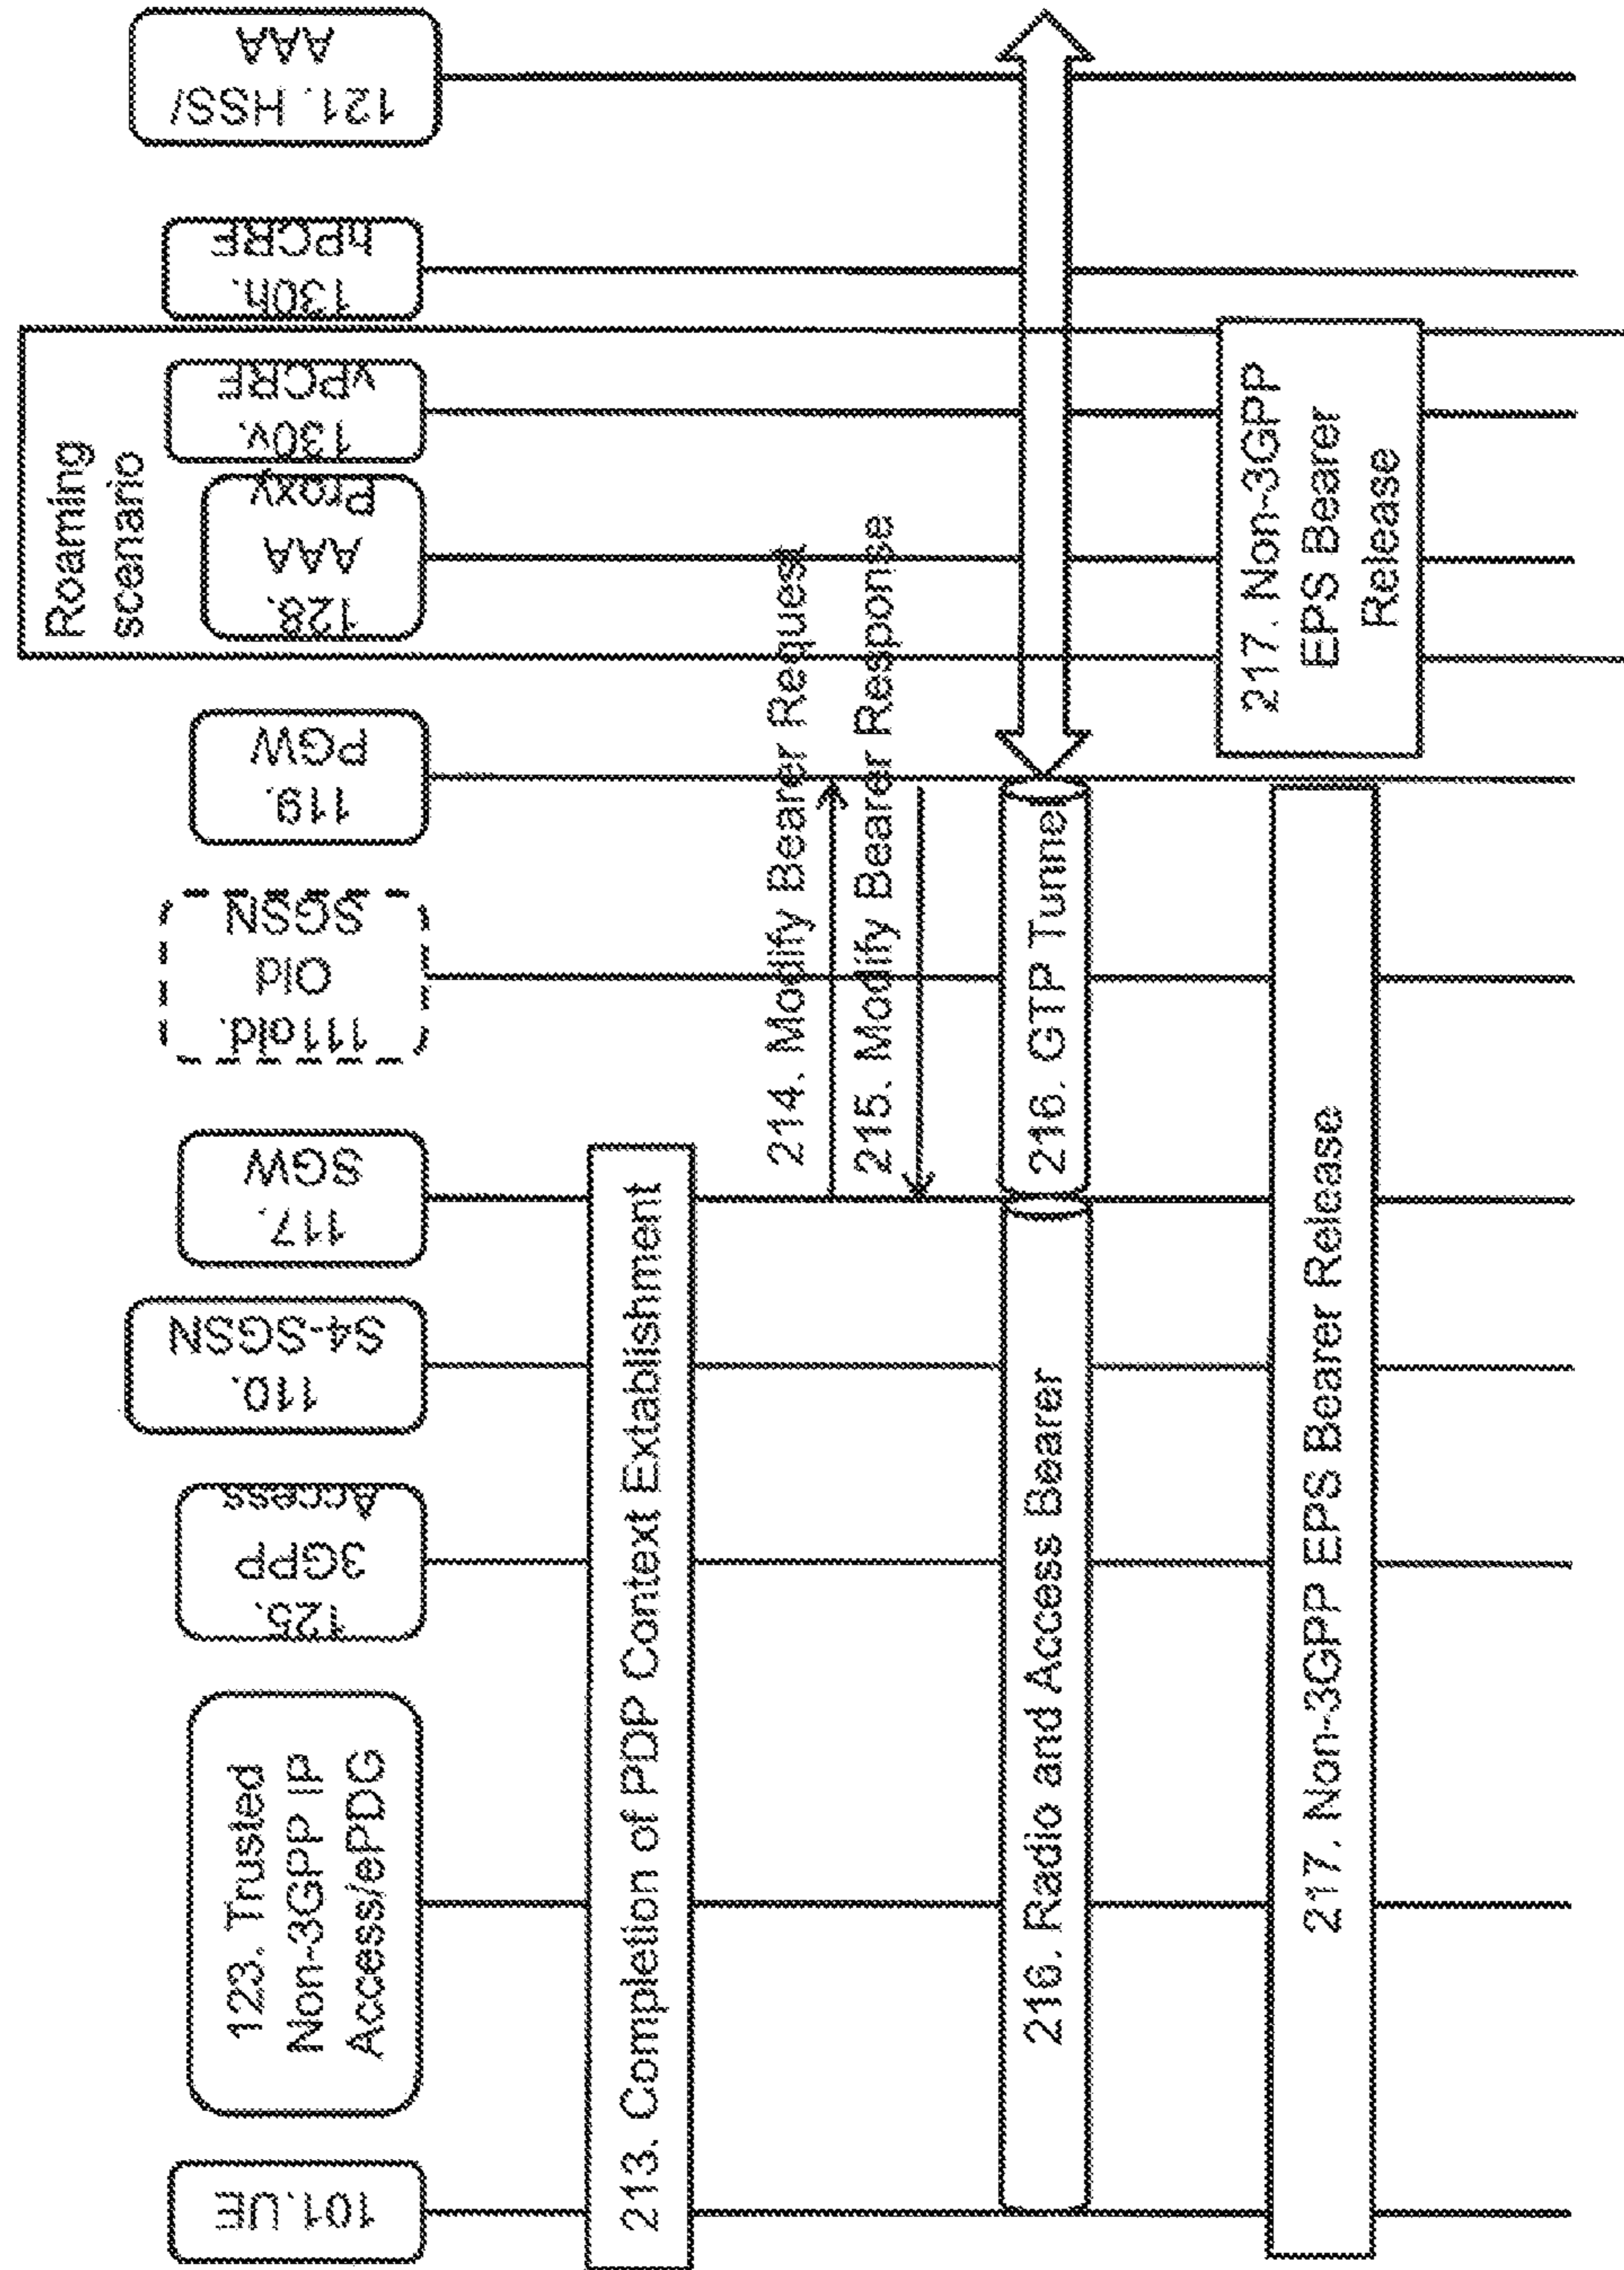 101.UE
123. Trusted
Non-3GPP IP
Access/ePDG
125.
3GPP
Access
110.
S4-SGSN
117.
SGW
111old.
Old
SGSN
119.
PGW
Roaming
scenario
128.
AAA
Proxy
130v.
vPCRF
130h.
hPCRF
121. HSS/
AAA
213. Completion of PDP Context Extablishment
214. Modify Bearer Request
215. Modify Bearer Response
216. Radio and Access Bearer
216. GTP Tunnel
217. Non-3GPP
EPS Bearer
Release
217. Non-3GPP EPS Bearer Release